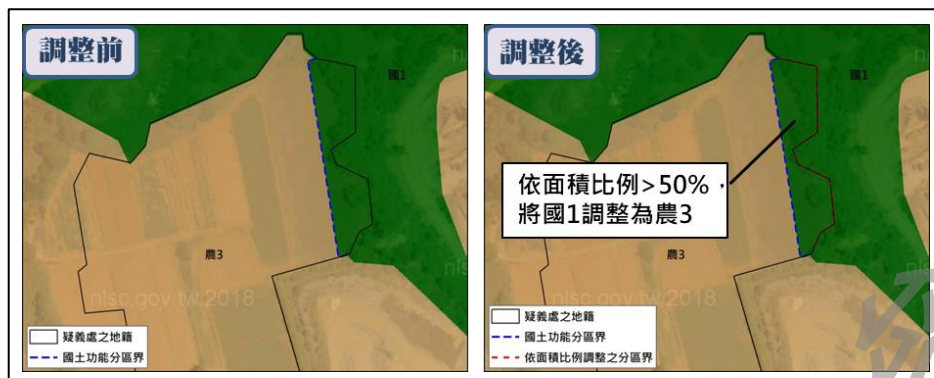 調整前
國1
農3
nlsc.gov.tw 2018
疑義處之地籍
國土功能分區界
調整後
國1
依面積比例>50%，
將國1調整為農3
農3
nlsc.gov.tw 2018
疑義處之地籍
國土功能分區界
依面積比例調整之分區界